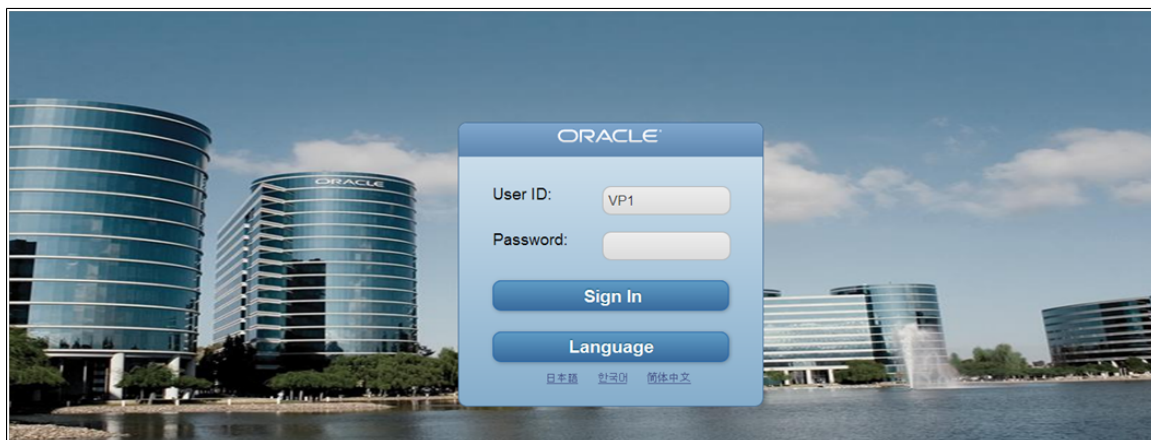 ORACLE
ORACLE
User ID:
VP1
Password:
Sign In
Language
日本語 한국어 简体中文